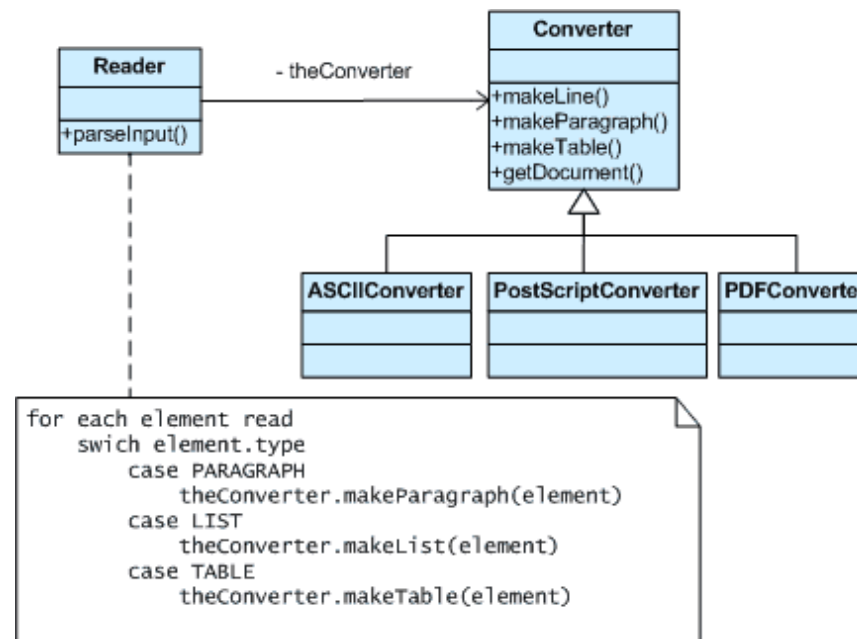 Converter
Reader
- theConverter
+makeLine()
+makeParagraph()
+makeTable()
+getDocument()
+parseInput()
ASCIIConverter
PostScriptConverter
PDFConverte
for each element read
swich element.type
case PARAGRAPH
theConverter.makeParagraph(element)
case LIST
theConverter.makeList(element)
case TABLE
theConverter.makeTable(element)